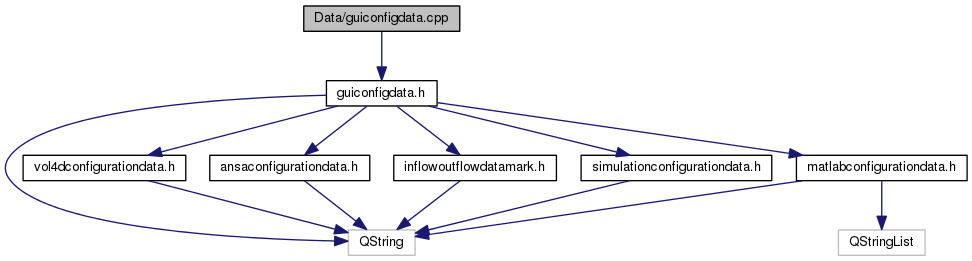 Data/guiconfigdata.cpp
guiconfigdata.h
vol4dconfigurationdata.h
ansaconfigurationdata.h
inflowoutflowdatamark.h
simulationconfigurationdata.h
matlabconfigurationdata.h
QString
QStringList